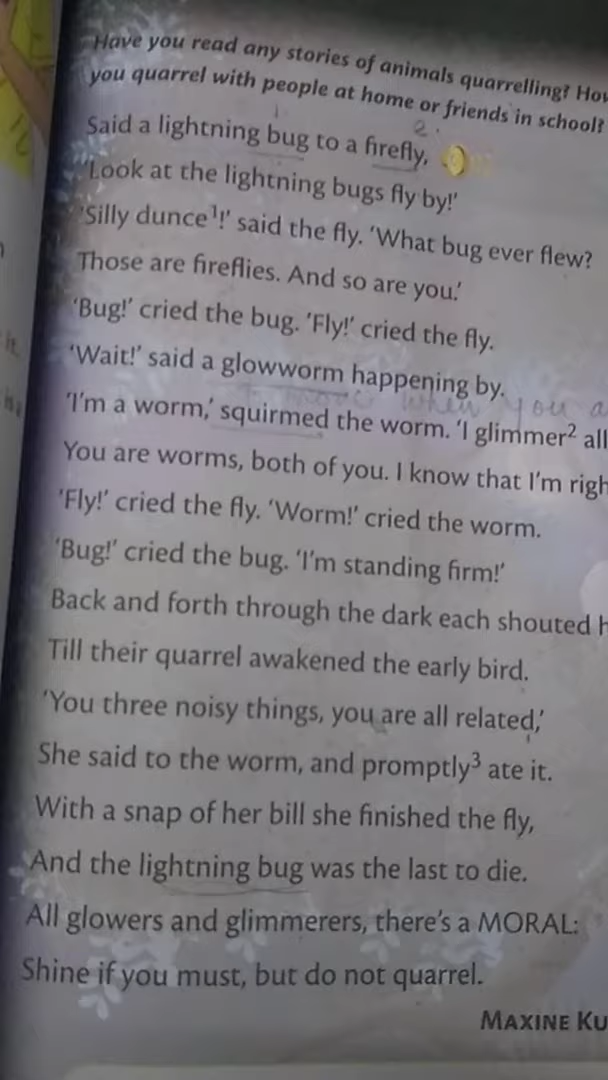 Have you read any stories of animals quarrelling?
you quarrel with people at home or friends in school?
1
2.
Said a lightning bug to a firefly,
'Look at the lightning bugs fly by!'
'Silly dunce¹!' said the fly. 'What bug ever flew?
Those are fireflies. And so are you.'
'Bug!' cried the bug. 'Fly!' cried the fly.
'Wait!' said a glowworm happening by.
move when you a
'I'm a worm,' squirmed the worm. 'I glimmer² all
You are worms, both of you. I know that I'm righ
'Fly!' cried the fly. 'Worm!' cried the worm.
'Bug!' cried the bug. 'I'm standing firm!'
Back and forth through the dark each shouted h
Till their quarrel awakened the early bird.
'You three noisy things, you are all related,'
She said to the worm, and promptly³ ate it.
With a snap of her bill she finished the fly,
And the lightning bug was the last to die.
All glowers and glimmerers, there's a MORAL:
Shine if you must, but do not quarrel.
MAXINE KU